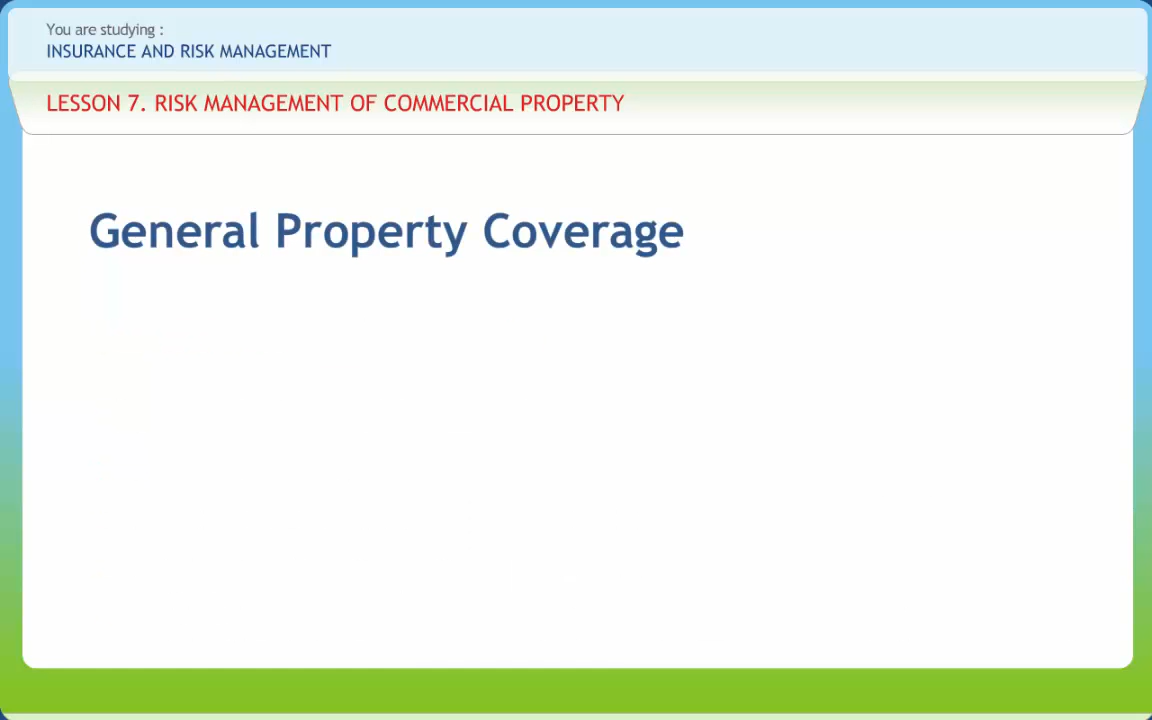 You are studying :
INSURANCE AND RISK MANAGEMENT
LESSON 7. RISK MANAGEMENT OF COMMERCIAL PROPERTY
General Property Coverage